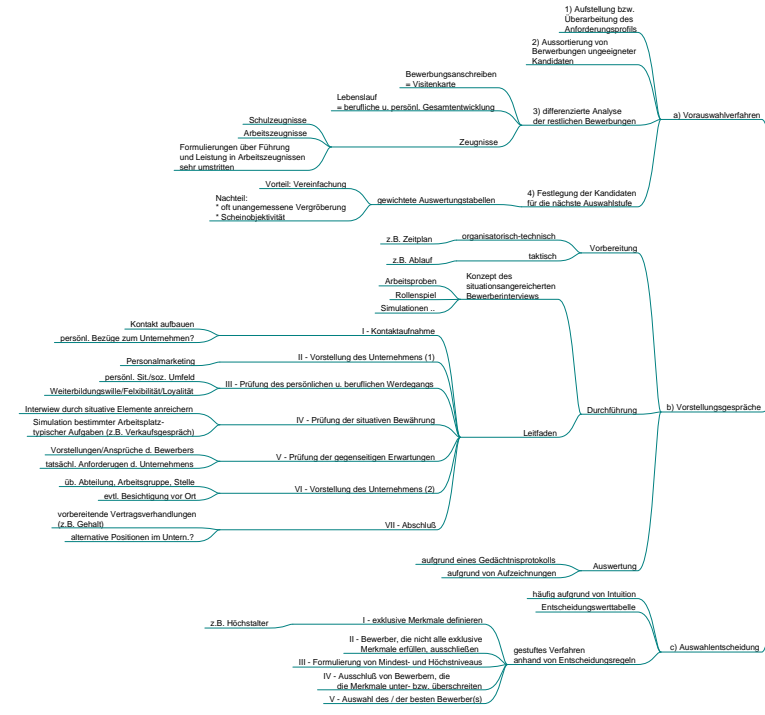 a) Vorauswahlverfahren
1) Aufstellung bzw.
Überarbeitung des
Anforderungsprofils
2) Aussortierung von
Berwerbungen ungeeigneter
Kandidaten
3) differenzierte Analyse
der restlichen Bewerbungen
Bewerbungsanschreiben
= Visitenkarte
Lebenslauf
= berufliche u. persönl. Gesamtentwicklung
Zeugnisse
Schulzeugnisse
Arbeitszeugnisse
Formulierungen über Führung
und Leistung in Arbeitszeugnissen
sehr umstritten
4) Festlegung der Kandidaten
für die nächste Auswahlstufe
gewichtete Auswertungstabellen
Vorteil: Vereinfachung
Nachteil:
* oft unangemessene Vergröberung
* Scheinobjektivität
b) Vorstellungsgespräche
Vorbereitung
organisatorisch-technisch
z.B. Zeitplan
taktisch
z.B. Ablauf
Durchführung
Konzept des
situationsangereicherten
Bewerberinterviews
Arbeitsproben
Rollenspiel
Simulationen ..
Leitfaden
I - Kontaktaufnahme
Kontakt aufbauen
persönl. Bezüge zum Unternehmen?
II - Vorstellung des Unternehmens (1)
Personalmarketing
III - Prüfung des persönlichen u. beruflichen Werdegangs
persönl. Sit./soz. Umfeld
Weiterbildungswille/Felxibilität/Loyalität
IV - Prüfung der situativen Bewährung
Interwiew durch situative Elemente anreichern
Simulation bestimmter Arbeitsplatz-
typischer Aufgaben (z.B. Verkaufsgespräch)
V - Prüfung der gegenseitigen Erwartungen
Vorstellungen/Ansprüche d. Bewerbers
tatsächl. Anforderungen d. Unternehmens
VI - Vorstellung des Unternehmens (2)
üb. Abteilung, Arbeitsgruppe, Stelle
evtl. Besichtigung vor Ort
VII - Abschluß
vorbereitende Vertragsverhandlungen
(z.B. Gehalt)
alternative Positionen im Untern.?
Auswertung
aufgrund eines Gedächtnisprotokolls
aufgrund von Aufzeichnungen
c) Auswahlentscheidung
häufig aufgrund von Intuition
Entscheidungswerttabelle
gestuftes Verfahren
anhand von Entscheidungsregeln
I - exklusive Merkmale definieren
z.B. Höchstalter
II - Bewerber, die nicht alle exklusive
Merkmale erfüllen, ausschließen
III - Formulierung von Mindest- und Höchstniveaus
IV - Ausschluß von Bewerbern, die
die Merkmale unter- bzw. überschreiten
V - Auswahl des / der besten Bewerber(s)